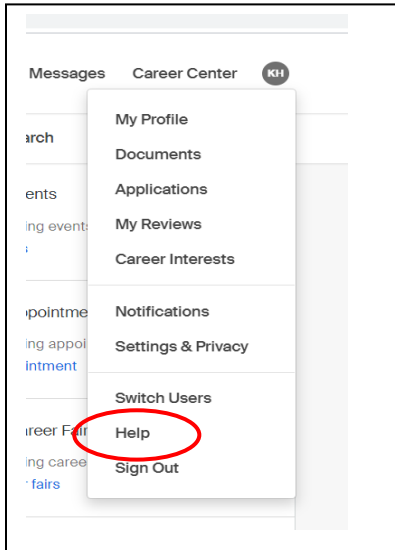 Messages Career Center KH
My Profile
arch
Documents
ents
Applications
ing events
My Reviews
s
Career Interests
ppointme
Notifications
ing appoi
Settings & Privacy
intment
Switch Users
areer Fair
Help
ing caree
Sign Out
fairs